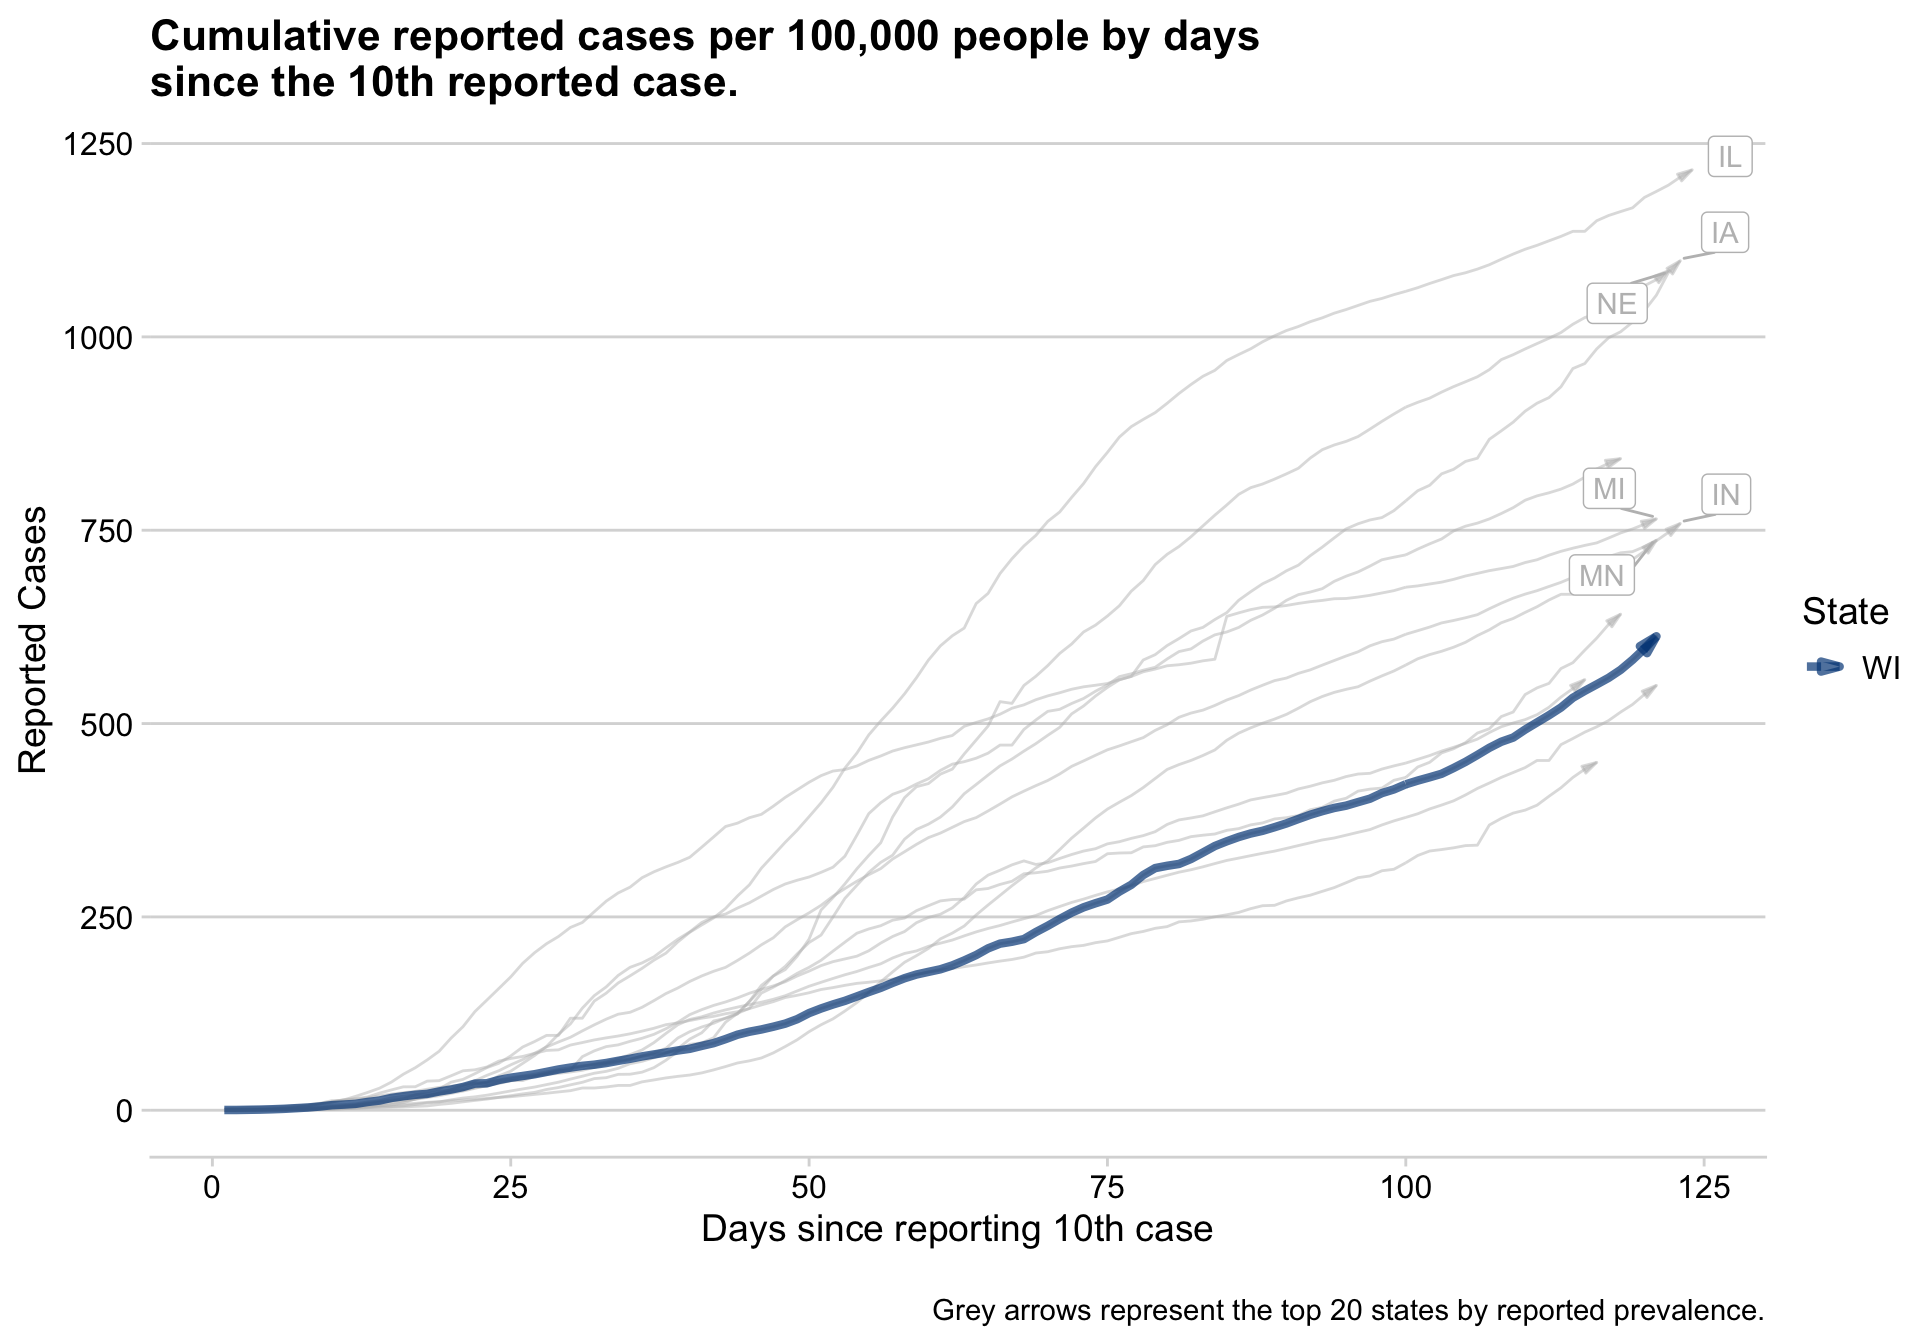 Cumulative reported cases per 100,000 people by days
since the 10th reported case.
1250
1000
750
500
250
0
Reported Cases
IL
IA
NE
MI
IN
MN
State
WI
0 25 50 75 100 125
Days since reporting 10th case
Grey arrows represent the top 20 states by reported prevalence.